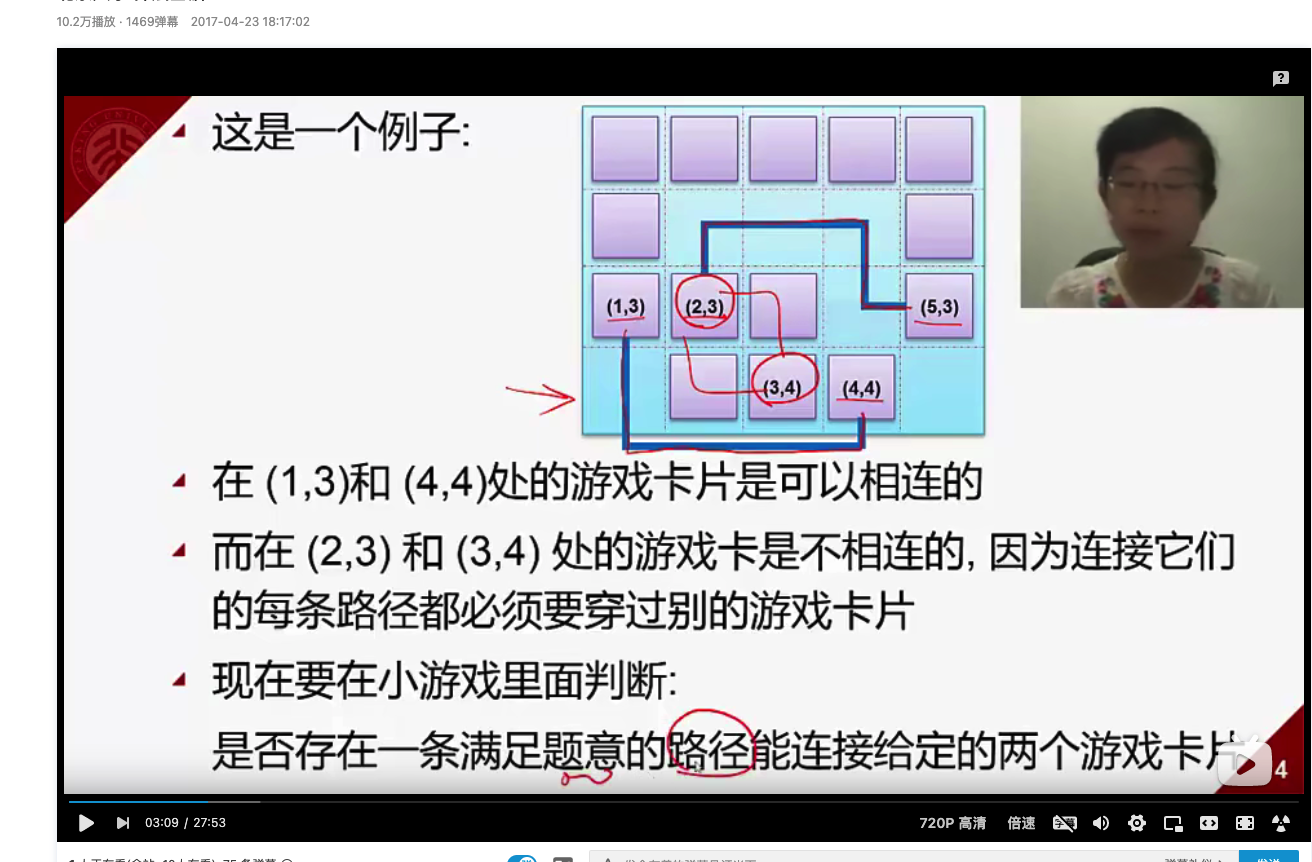 10.2万播放 · 1469弹幕 2017-04-23 18:17:02
这是一个例子:
(1,3) (2,3) (5,3)
(3,4) (4,4)
在 (1,3)和 (4,4)处的游戏卡片是可以相连的
而在 (2,3) 和 (3,4) 处的游戏卡是不相连的, 因为连接它们
的每条路径都必须要穿过别的游戏卡片
现在要在小游戏里面判断:
是否存在一条满足题意的路径能连接给定的两个游戏卡片
4
03:09 / 27:53 720P 高清 倍速